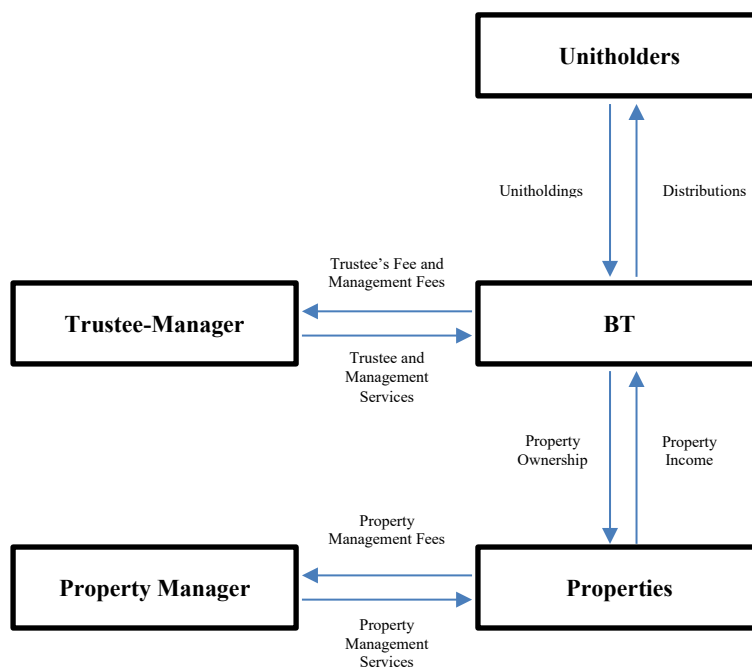 Unitholders
Unitholdings
Distributions
Trustee’s Fee and
Management Fees
Trustee-Manager
BT
Trustee and
Management
Services
Property
Ownership
Property
Income
Property
Management Fees
Property Manager
Properties
Property
Management
Services